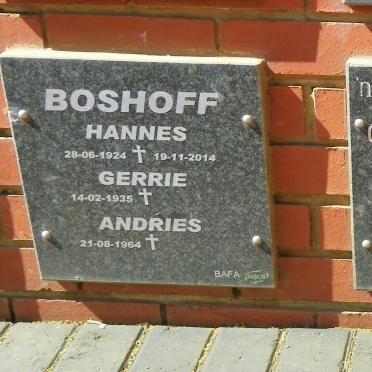 BOSHOFF
HANNES
28-06-1924 † 19-11-2014
GERRIE
14-02-1935 †
ANDRIES
21-08-1964 †
BAFA